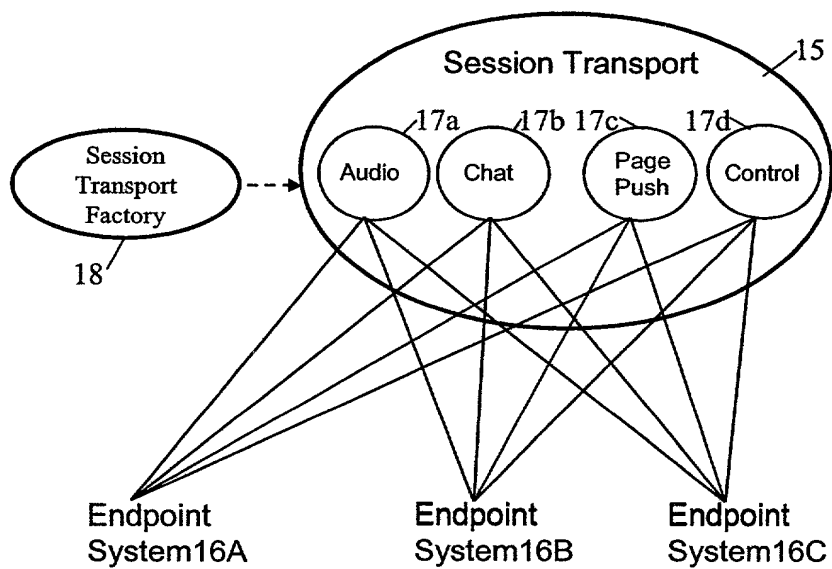 Session Transport
15
17a
17b
17c
17d
Audio
Chat
Page
Push
Control
Session
Transport
Factory
18
Endpoint
System16A
Endpoint
System16B
Endpoint
System16C